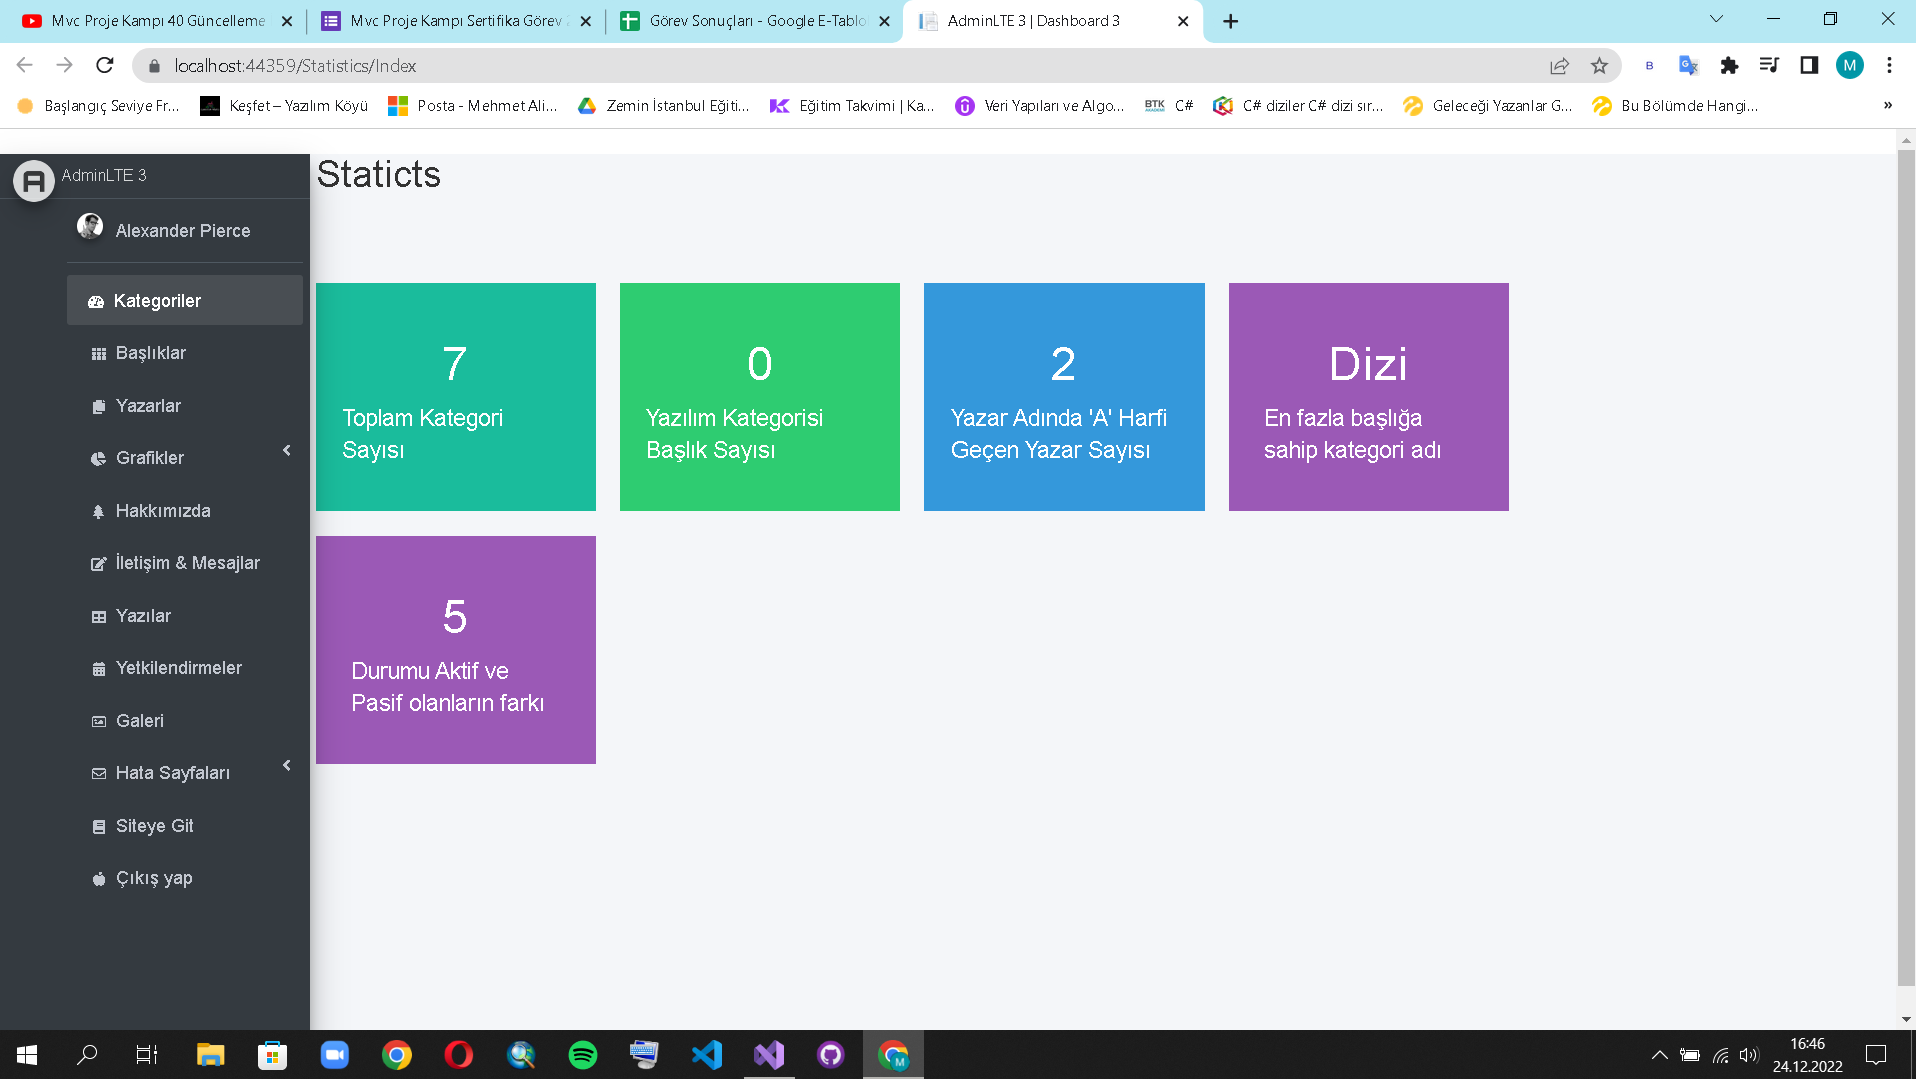 Mvc Proje Kampı 40 Güncelleme
Mvc Proje Kampı Sertifika Görev
Görev Sonuçları - Google E-Tablo
AdminLTE 3 | Dashboard 3
localhost:44359/Statistics/Index
B
M
Başlangıç Seviye Fr...
Keşfet – Yazılım Köyü
Posta - Mehmet Ali...
Zemin İstanbul Eğiti...
Eğitim Takvimi | Ka...
Veri Yapıları ve Algo...
BTK
C#
C# diziler C# dizi sır...
Geleceği Yazanlar G...
Bu Bölümde Hangi...
»
AdminLTE 3
Alexander Pierce
Kategoriler
Başlıklar
Yazarlar
Grafikler
Hakkımızda
İletişim & Mesajlar
Yazılar
Yetkilendirmeler
Galeri
Hata Sayfaları
Siteye Git
Çıkış yap
Staticts
7
Toplam Kategori
Sayısı
0
Yazılım Kategorisi
Başlık Sayısı
2
Yazar Adında 'A' Harfi
Geçen Yazar Sayısı
Dizi
En fazla başlığa
sahip kategori adı
5
Durumu Aktif ve
Pasif olanların farkı
M
16:46
24.12.2022